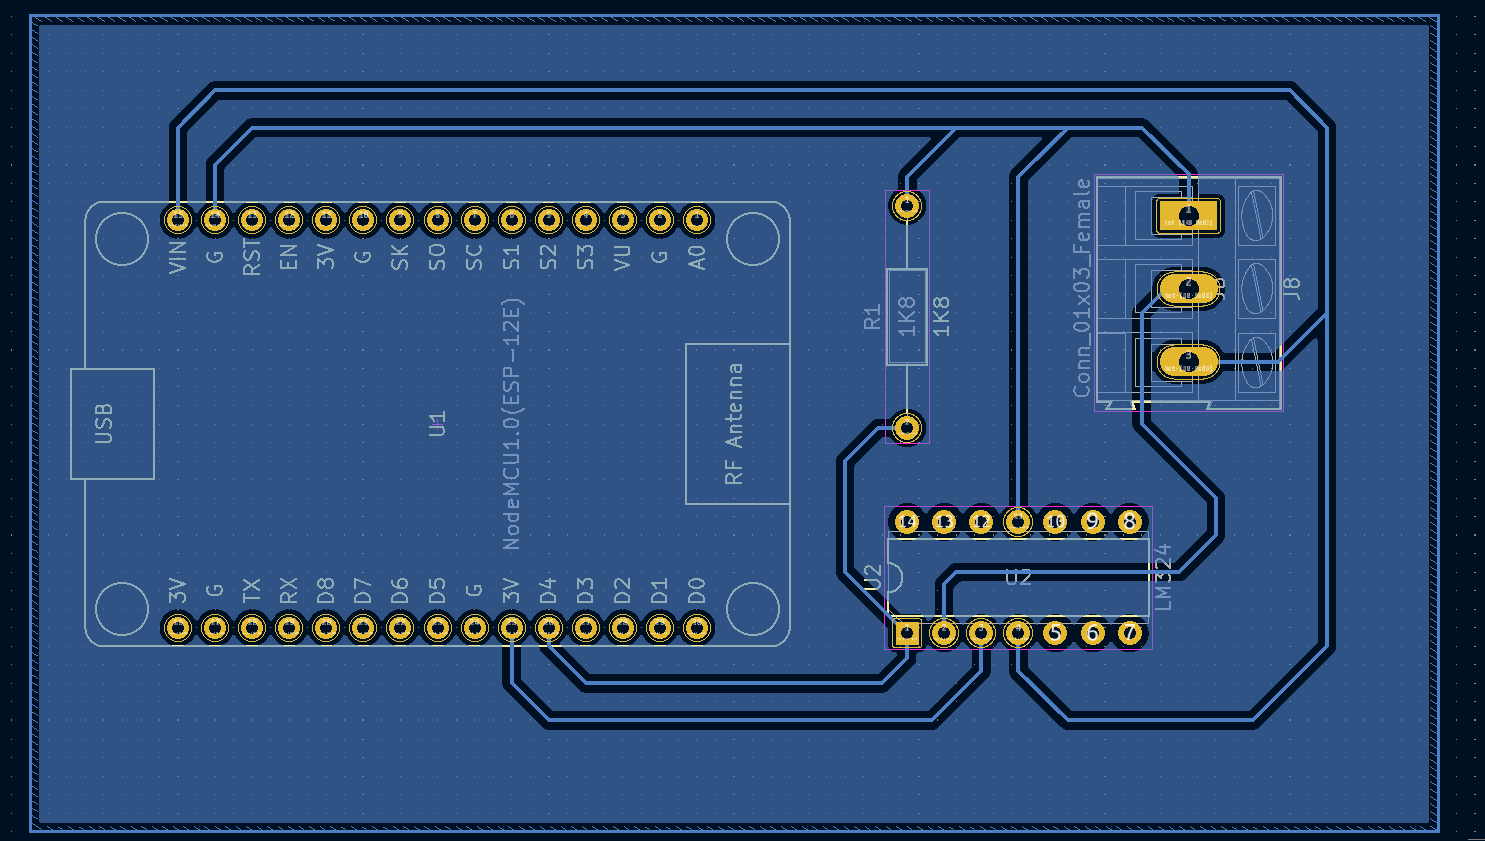 VIN
G
RST
EN
3V
G
SK
SO
SC
S1
S2
S3
VU
G
A0
USB
U1
NodeMCU1.0(ESP-12E)
RF Antenna
3V
G
TX
RX
D8
D7
D6
D5
G
3V
D4
D3
D2
D1
D0
R1
1K8
1K8
Conn_01x03_Female
1
2
3
J8
J8
14
13
12
10
9
8
U2
U2
LM324
5
6
7